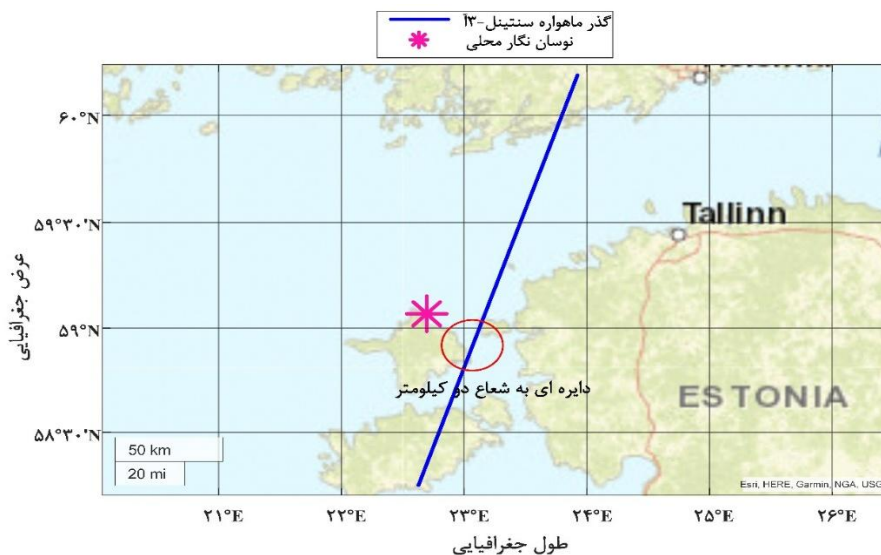 گذر ماهواره سنتینل-۳آ
نوسان نگار محلی
۶۰°N
۵۹°۳۰'N
Tallinn
۵۹°N
دایره ای به شعاع دو کیلومتر
ESTONIA
۵۸°۳۰'N
50 km
20 mi
Esri, HERE, Garmin, NGA, USG
۲۱°E ۲۲°E ۲۳°E ۲۴°E ۲۵°E ۲۶°E
عرض جغرافیایی
طول جغرافیایی